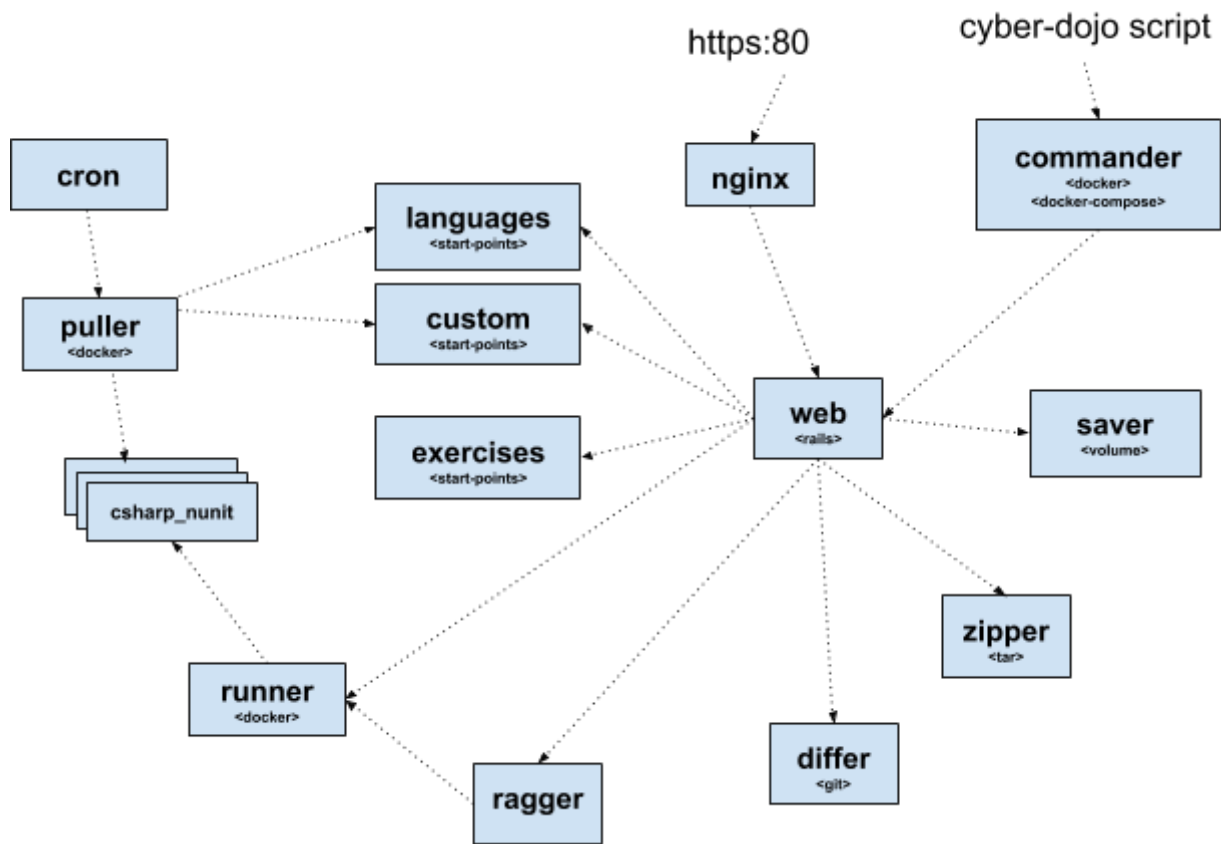 https:80
cyber-dojo script
cron
nginx
commander
<docker>
<docker-compose>
languages
<start-points>
puller
<docker>
custom
<start-points>
web
<rails>
saver
<volume>
exercises
<start-points>
csharp_nunit
zipper
<tar>
runner
<docker>
differ
<git>
ragger